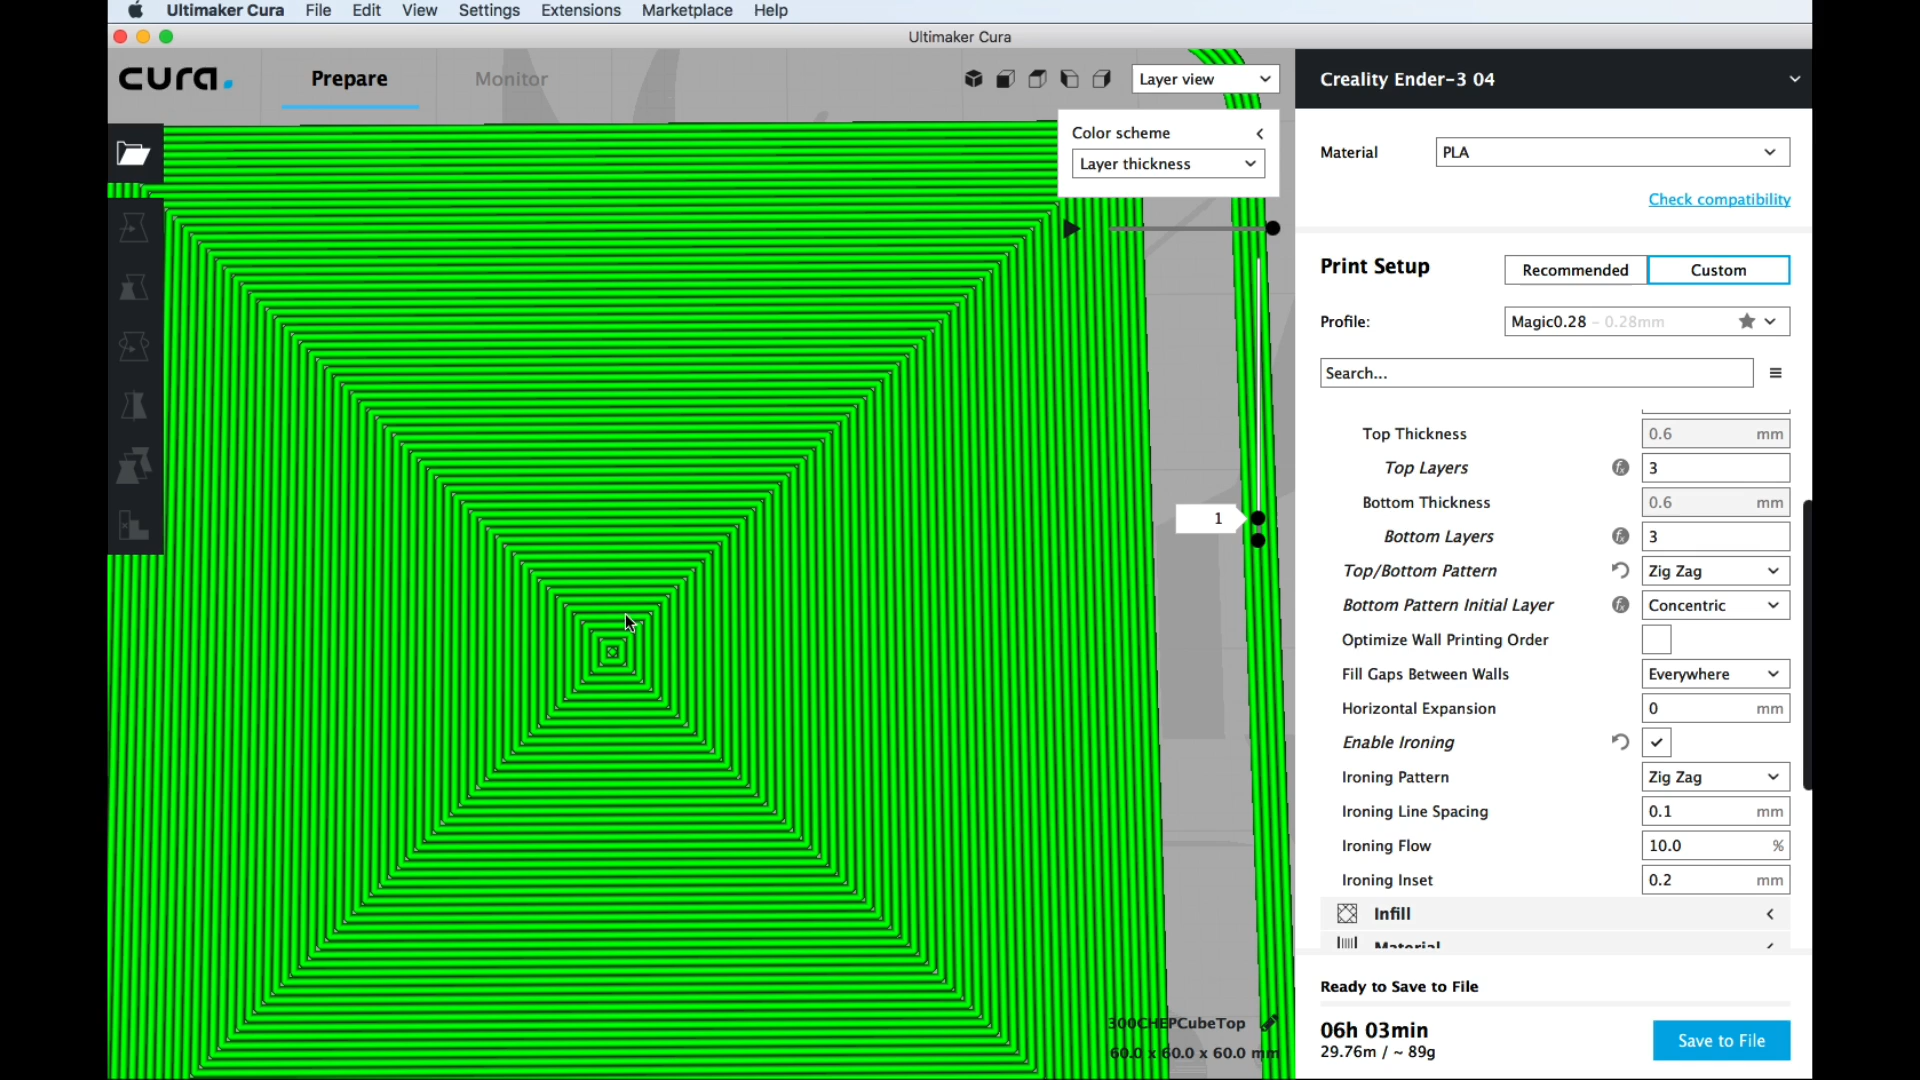 Ultimaker Cura File Edit View Settings Extensions Marketplace Help
Ultimaker Cura
cura. Prepare Monitor Layer view Creality Ender-3 04
Color scheme
Layer thickness
1
300CHEPCubeTop
60.0 x 60.0 x 60.0 mm
Material PLA
Check compatibility
Print Setup Recommended Custom
Profile: Magic0.28 - 0.28mm
Search...
Top Thickness 0.6 mm
Top Layers 3
Bottom Thickness 0.6 mm
Bottom Layers 3
Top/Bottom Pattern Zig Zag
Bottom Pattern Initial Layer Concentric
Optimize Wall Printing Order
Fill Gaps Between Walls Everywhere
Horizontal Expansion 0 mm
Enable Ironing
Ironing Pattern Zig Zag
Ironing Line Spacing 0.1 mm
Ironing Flow 10.0 %
Ironing Inset 0.2 mm
Infill
Material
Ready to Save to File
06h 03min
29.76m / ~ 89g
Save to File